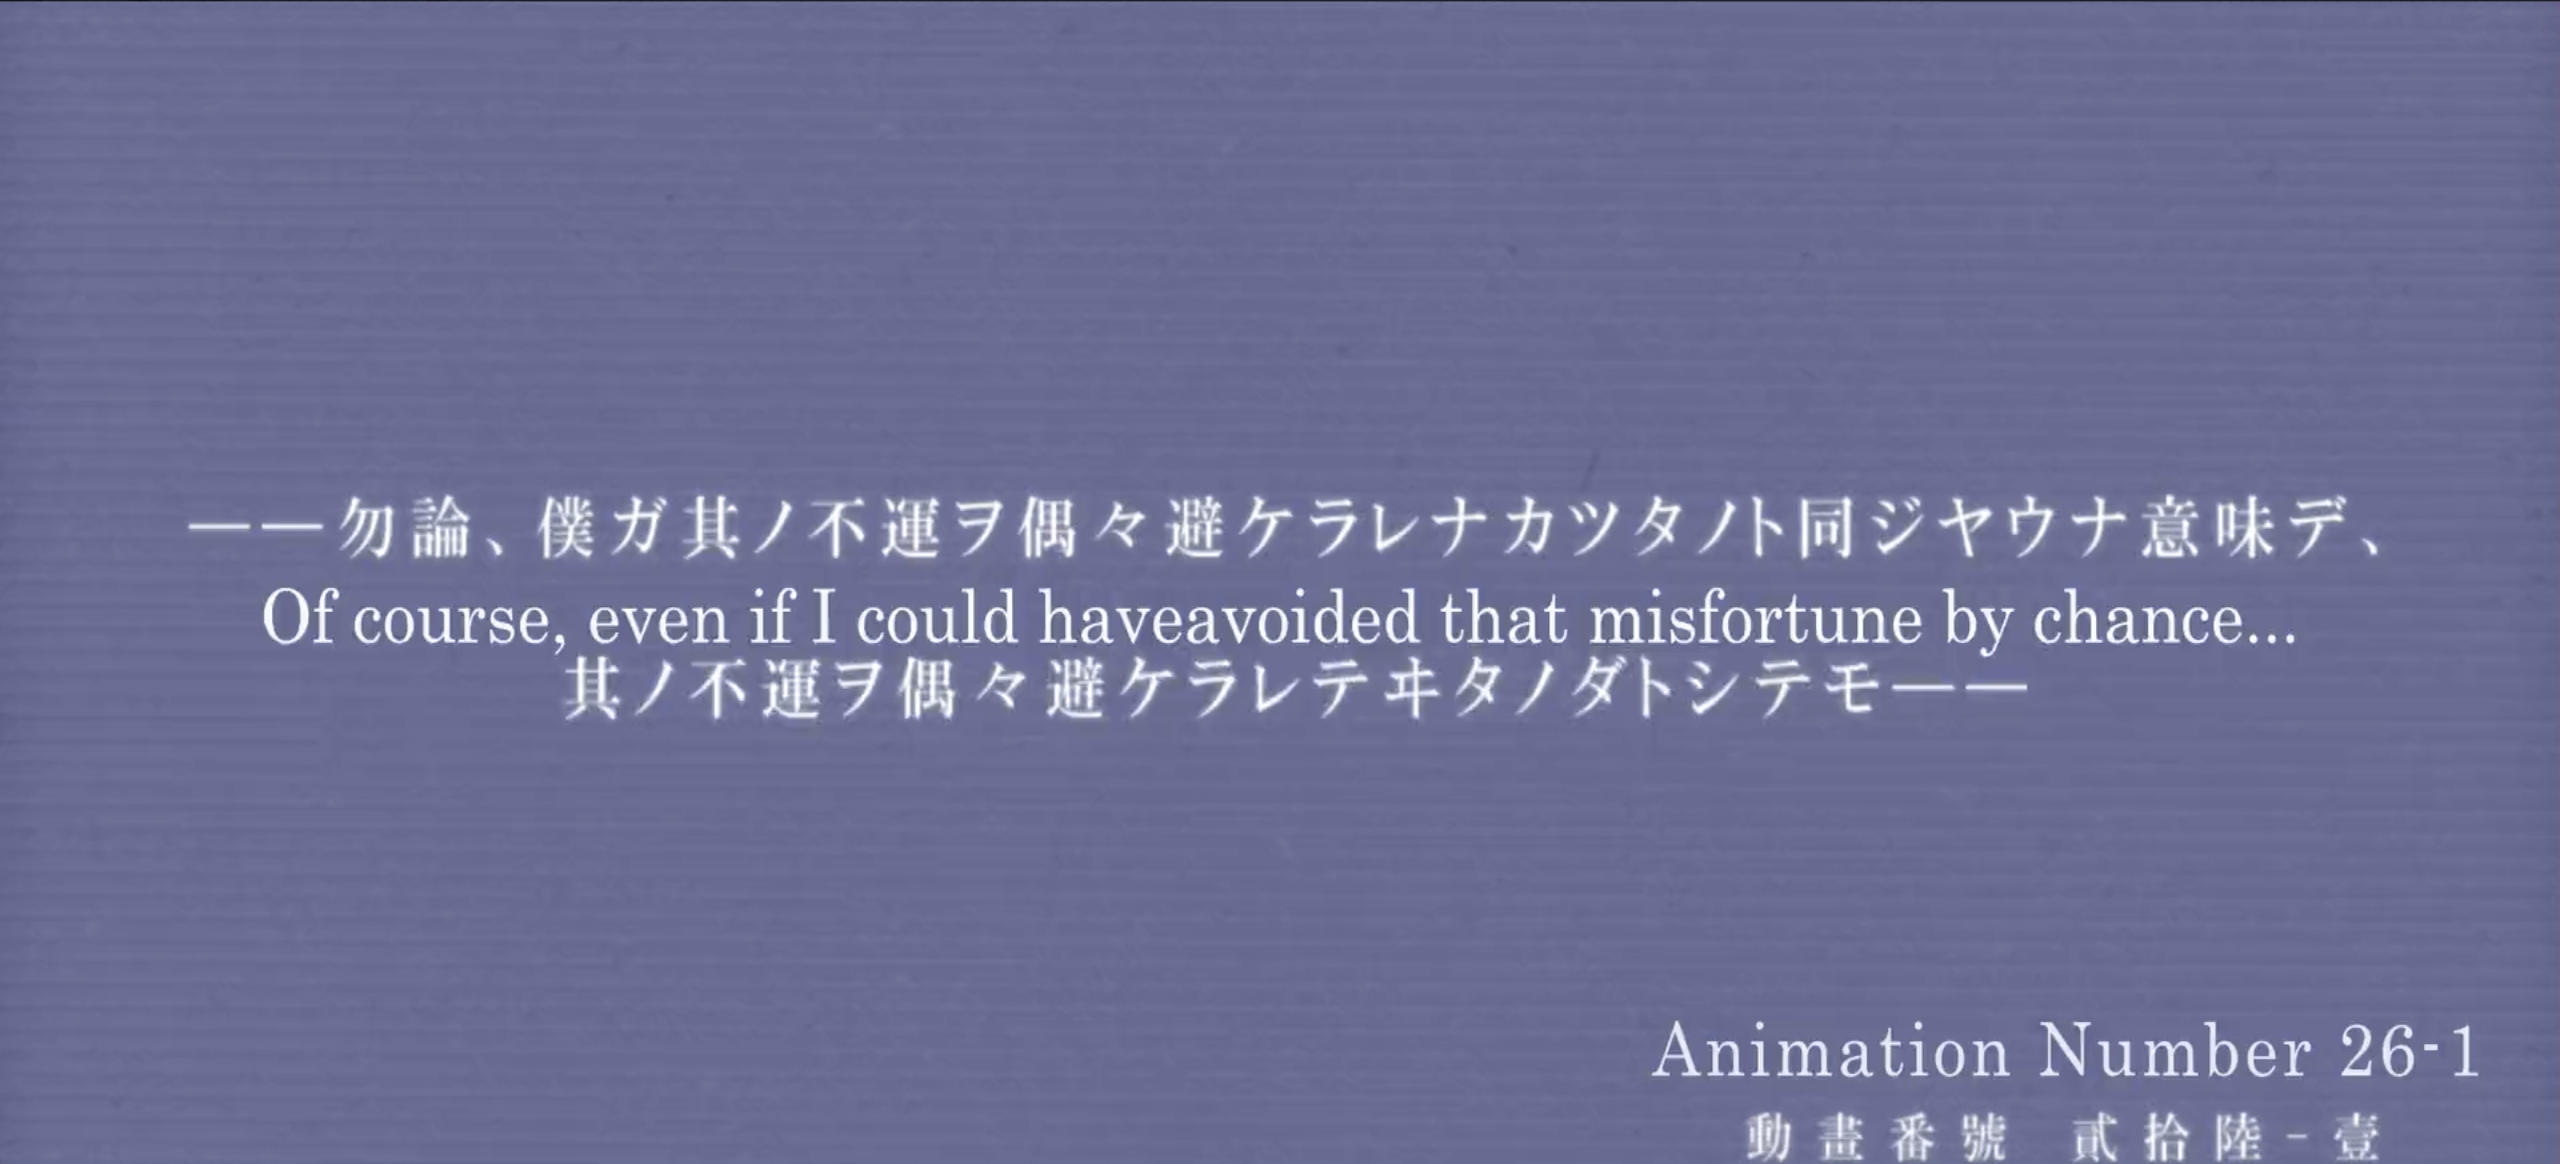 ——勿論、僕ガ其ノ不運ヲ偶々避ケラレナカツタノト同ジヤウナ意味デ、
Of course, even if I could haveavoided that misfortune by chance...
其ノ不運ヲ偶々避ケラレテヰタノダトシテモ——
Animation Number 26-1
動畫番號 貳拾陸-壹